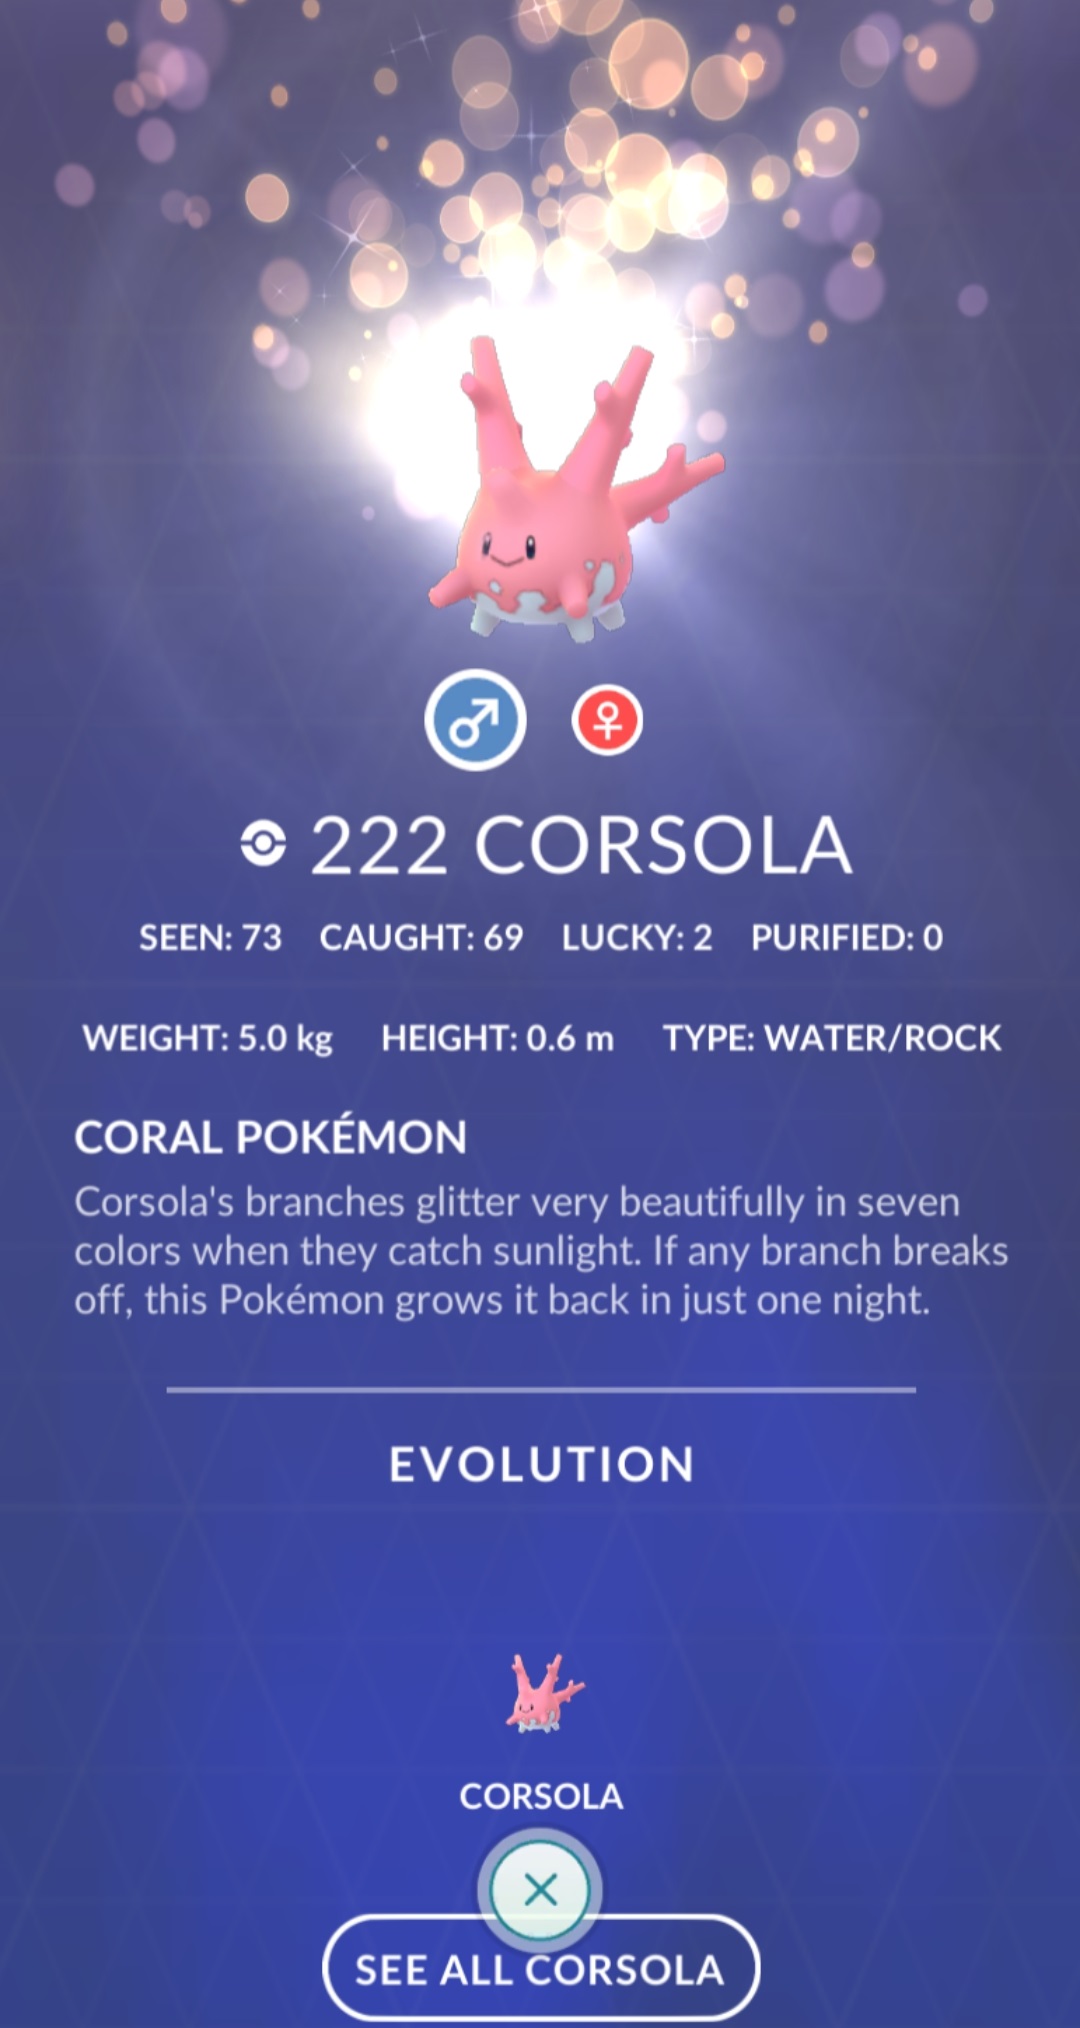 222 CORSOLA
SEEN: 73 CAUGHT: 69 LUCKY: 2 PURIFIED: 0
WEIGHT: 5.0 kg HEIGHT: 0.6 m TYPE: WATER/ROCK
CORAL POKÉMON
Corsola's branches glitter very beautifully in seven
colors when they catch sunlight. If any branch breaks
off, this Pokémon grows it back in just one night.
EVOLUTION
CORSOLA
SEE ALL CORSOLA